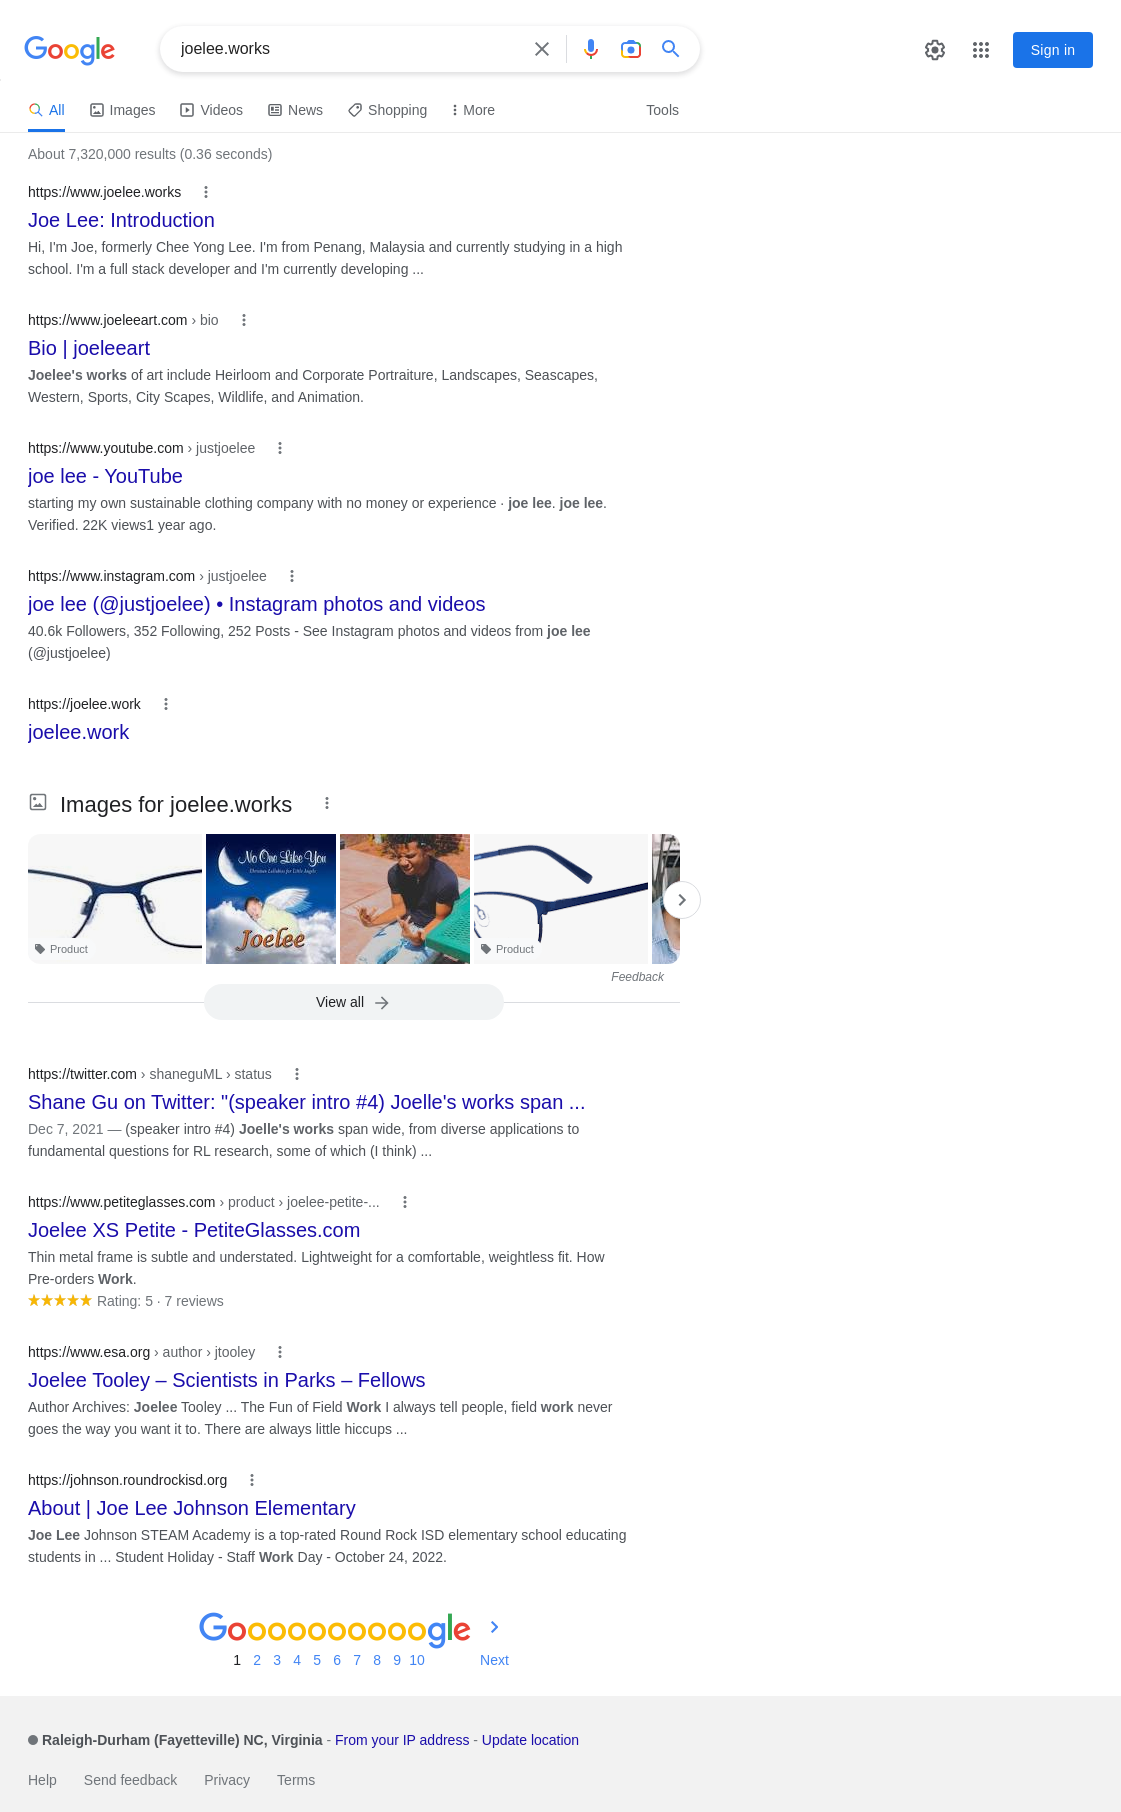 Google
joelee.works
Sign in
All
Images
Videos
News
Shopping
More
Tools
About 7,320,000 results (0.36 seconds)
https://www.joelee.works
Joe Lee: Introduction
Hi, I'm Joe, formerly Chee Yong Lee. I'm from Penang, Malaysia and currently studying in a high
school. I'm a full stack developer and I'm currently developing ...
https://www.joeleeart.com › bio
Bio | joeleeart
Joelee's works of art include Heirloom and Corporate Portraiture, Landscapes, Seascapes,
Western, Sports, City Scapes, Wildlife, and Animation.
https://www.youtube.com › justjoelee
joe lee - YouTube
starting my own sustainable clothing company with no money or experience · joe lee. joe lee.
Verified. 22K views1 year ago.
https://www.instagram.com › justjoelee
joe lee (@justjoelee) • Instagram photos and videos
40.6k Followers, 352 Following, 252 Posts - See Instagram photos and videos from joe lee
(@justjoelee)
https://joelee.work
joelee.work
Images for joelee.works
No One Like You
Christian Lullabies for Little Angels
Joelee
Product
Product
Feedback
View all
https://twitter.com › shaneguML › status
Shane Gu on Twitter: "(speaker intro #4) Joelle's works span ...
Dec 7, 2021 — (speaker intro #4) Joelle's works span wide, from diverse applications to
fundamental questions for RL research, some of which (I think) ...
https://www.petiteglasses.com › product › joelee-petite-...
Joelee XS Petite - PetiteGlasses.com
Thin metal frame is subtle and understated. Lightweight for a comfortable, weightless fit. How
Pre-orders Work.
Rating: 5 · 7 reviews
https://www.esa.org › author › jtooley
Joelee Tooley – Scientists in Parks – Fellows
Author Archives: Joelee Tooley ... The Fun of Field Work I always tell people, field work never
goes the way you want it to. There are always little hiccups ...
https://johnson.roundrockisd.org
About | Joe Lee Johnson Elementary
Joe Lee Johnson STEAM Academy is a top-rated Round Rock ISD elementary school educating
students in ... Student Holiday - Staff Work Day - October 24, 2022.
Goooooooooogle
1 2 3 4 5 6 7 8 9 10 Next
Raleigh-Durham (Fayetteville) NC, Virginia - From your IP address - Update location
Help Send feedback Privacy Terms